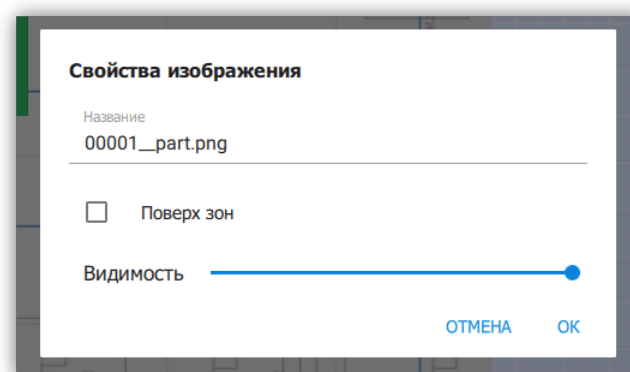 Свойства изображения
Название
00001__part.png
Поверх зон
Видимость
ОТМЕНА ОК